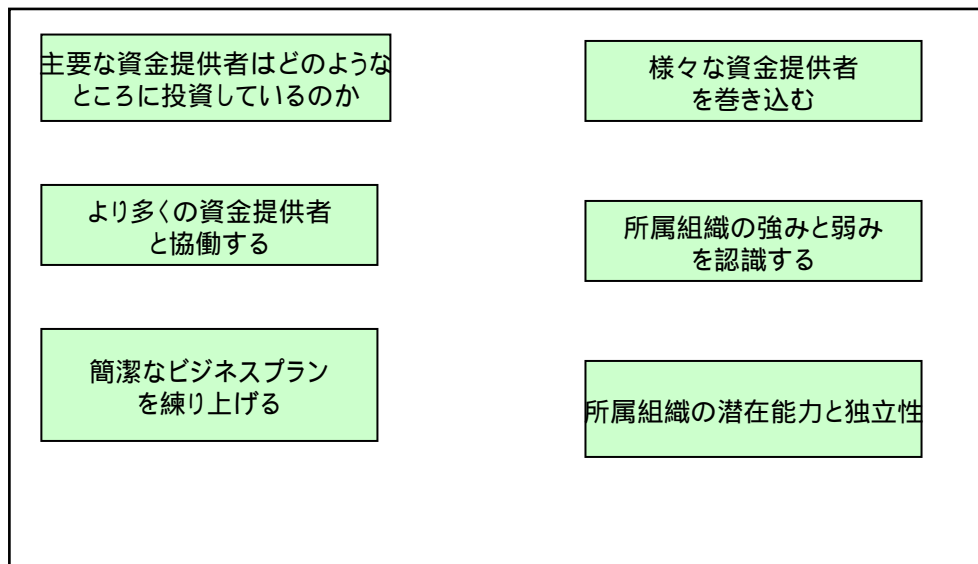 主要な資金提供者はどのような
ところに投資しているのか
より多くの資金提供者
と協働する
簡潔なビジネスプラン
を練り上げる
様々な資金提供者
を巻き込む
所属組織の強みと弱み
を認識する
所属組織の潜在能力と独立性